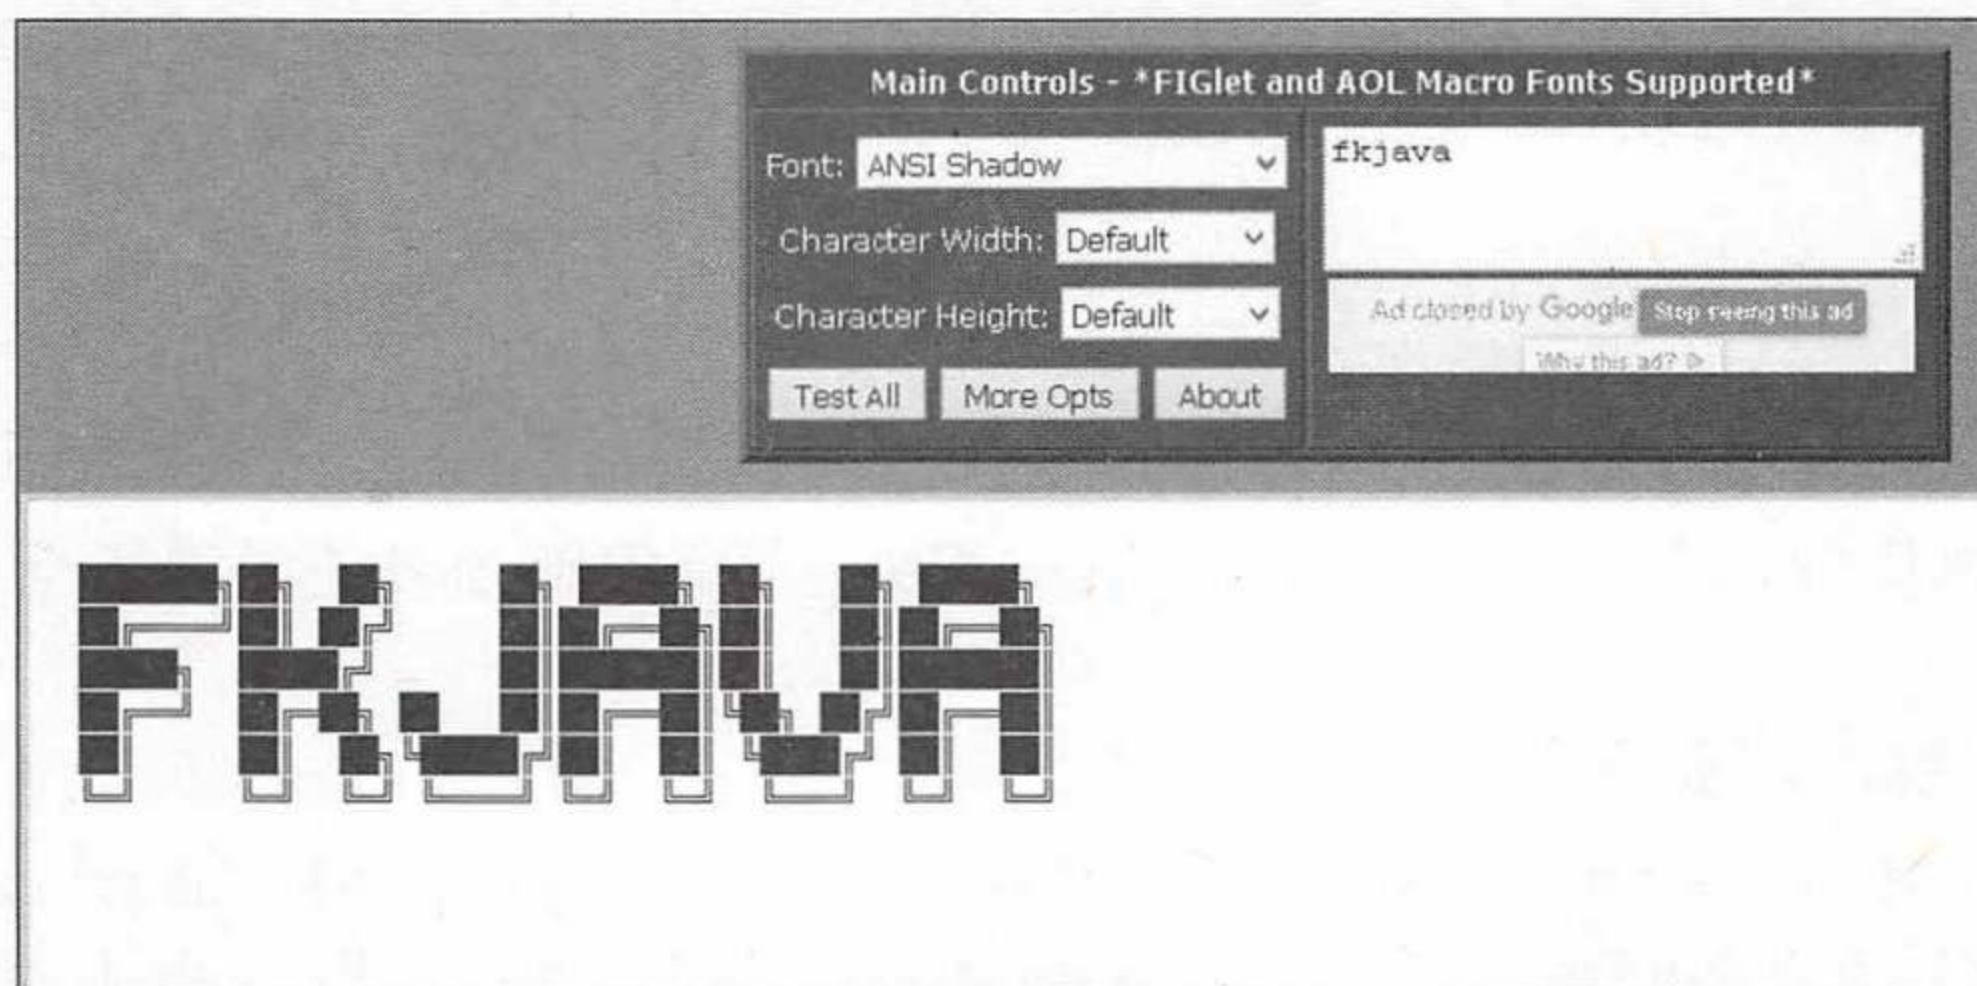 Main Controls - *FIGlet and AOL Macro Fonts Supported*
Font: ANSI Shadow
fkjava
Character Width: Default
Character Height: Default
Ad closed by Google Stop seeing this ad
Why this ad?
Test All More Opts About
FKJAVA